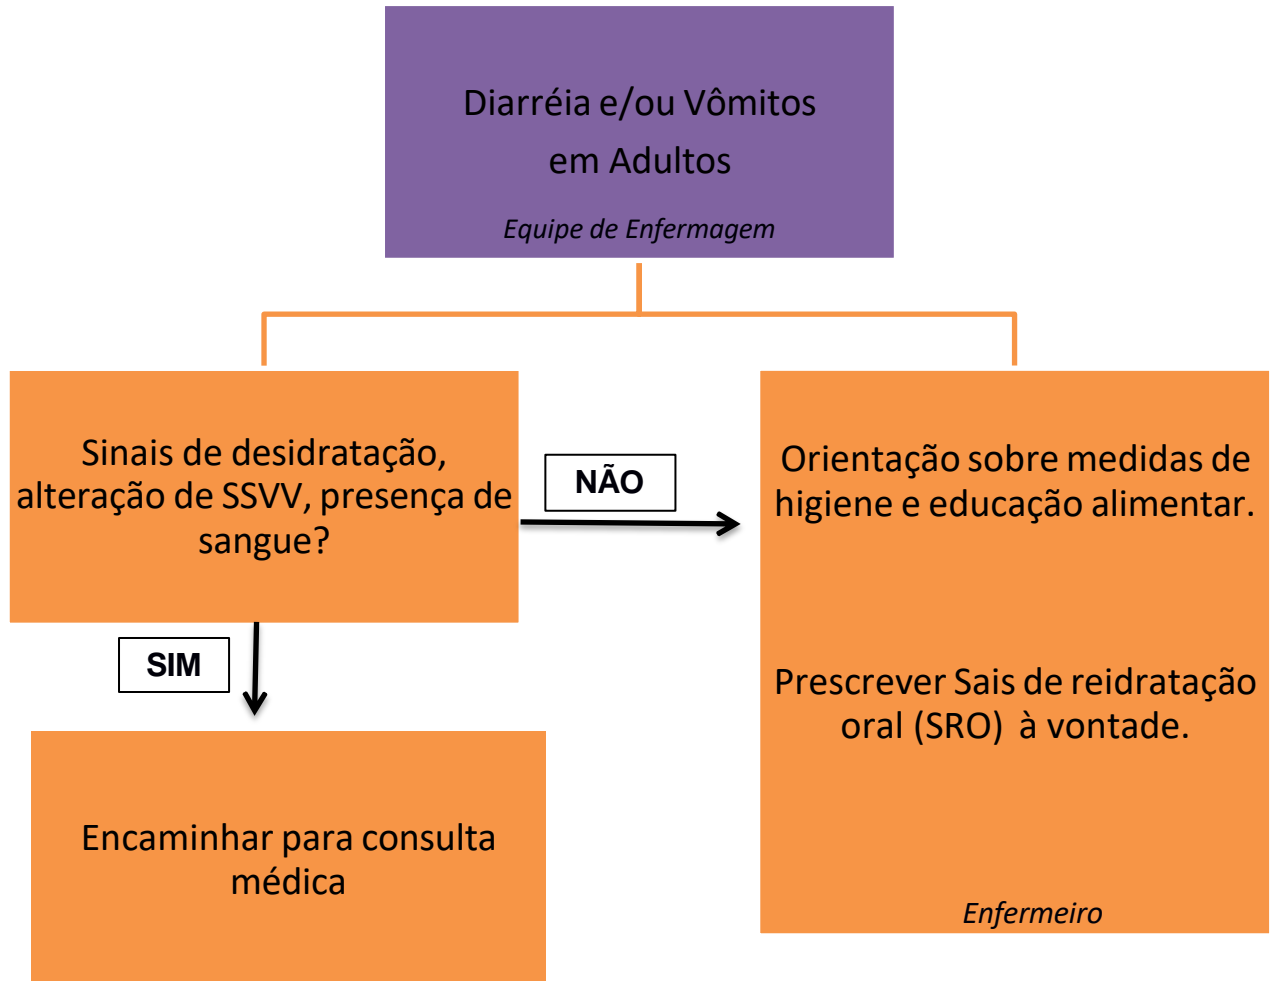 Diarréia e/ou Vômitos
em Adultos
Equipe de Enfermagem
Sinais de desidratação,
alteração de SSVV, presença de
sangue?
NÃO
Orientação sobre medidas de
higiene e educação alimentar.
Prescrever Sais de reidratação
oral (SRO) à vontade.
Enfermeiro
SIM
Encaminhar para consulta
médica